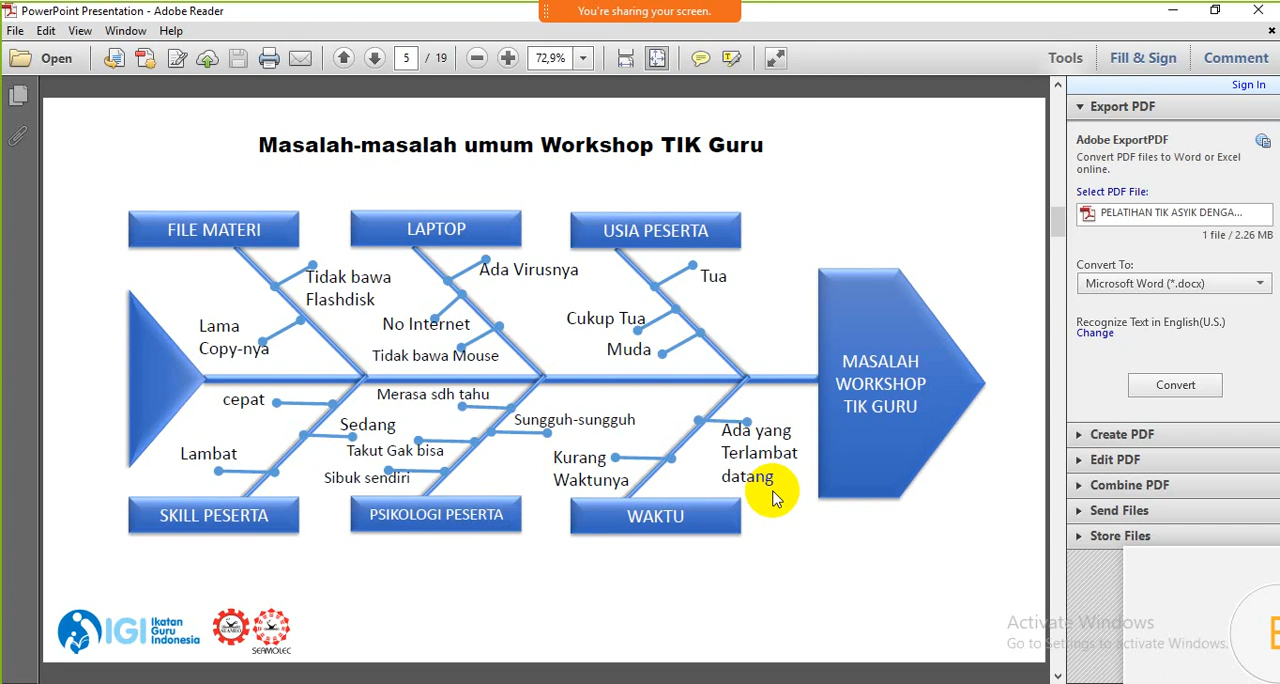 PowerPoint Presentation - Adobe Reader
You're sharing your screen.
File Edit View Window Help
Open
5 / 19
72,9%
Tools Fill & Sign Comment
Sign In
Masalah-masalah umum Workshop TIK Guru
FILE MATERI
LAPTOP
USIA PESERTA
Tidak bawa
Flashdisk
Lama
Copy-nya
Ada Virusnya
No Internet
Tidak bawa Mouse
Tua
Cukup Tua
Muda
MASALAH
WORKSHOP
TIK GURU
cepat
Sedang
Lambat
Merasa sdh tahu
Sungguh-sungguh
Takut Gak bisa
Sibuk sendiri
Kurang
Waktunya
Ada yang
Terlambat
datang
SKILL PESERTA
PSIKOLOGI PESERTA
WAKTU
IGI Ikatan
Guru
Indonesia
SEAMOLEC
Export PDF
Adobe ExportPDF
Convert PDF files to Word or Excel
online.
Select PDF File:
PELATIHAN TIK ASYIK DENGA...
1 file / 2.26 MB
Convert To:
Microsoft Word (*.docx)
Recognize Text in English(U.S.)
Change
Convert
Create PDF
Edit PDF
Combine PDF
Send Files
Store Files
Activate Windows
Go to Settings to activate Windows.